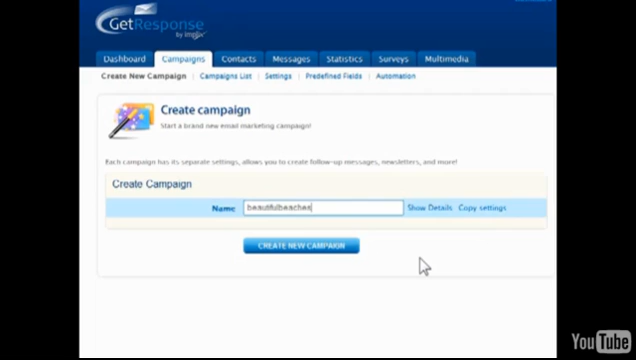 GetResponse
by implix
Dashboard Campaigns Contacts Messages Statistics Surveys Multimedia
Create New Campaign Campaigns List Settings Predefined Fields Automation
Create campaign
Start a brand new email marketing campaign!
Each campaign has its separate settings, allows you to create follow-up messages, newsletters, and more!
Create Campaign
Name: beautifulbeaches Show Details Copy settings
CREATE NEW CAMPAIGN
YouTube